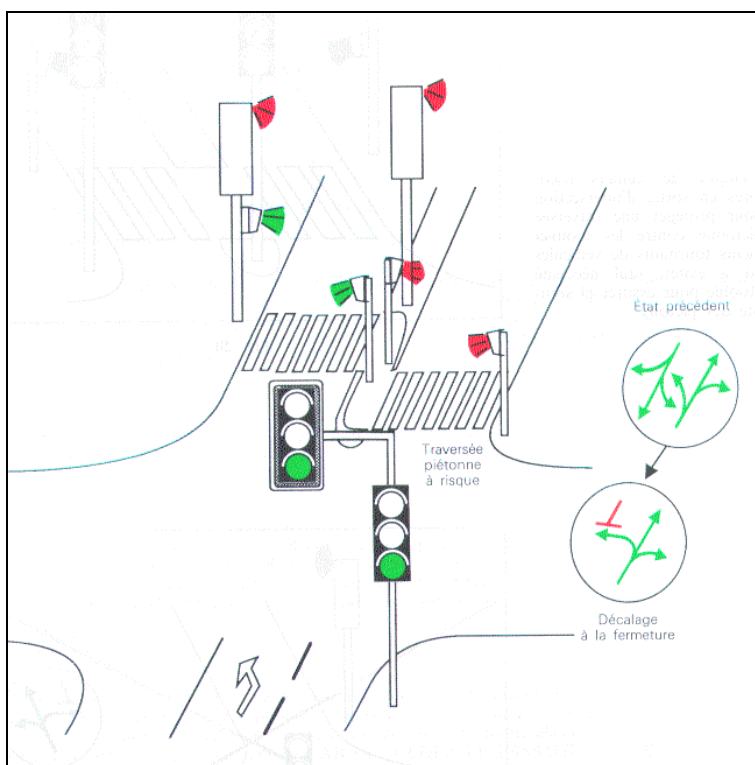 État précédent
Traversée
piétonne
à risque
Décalage
à la fermeture